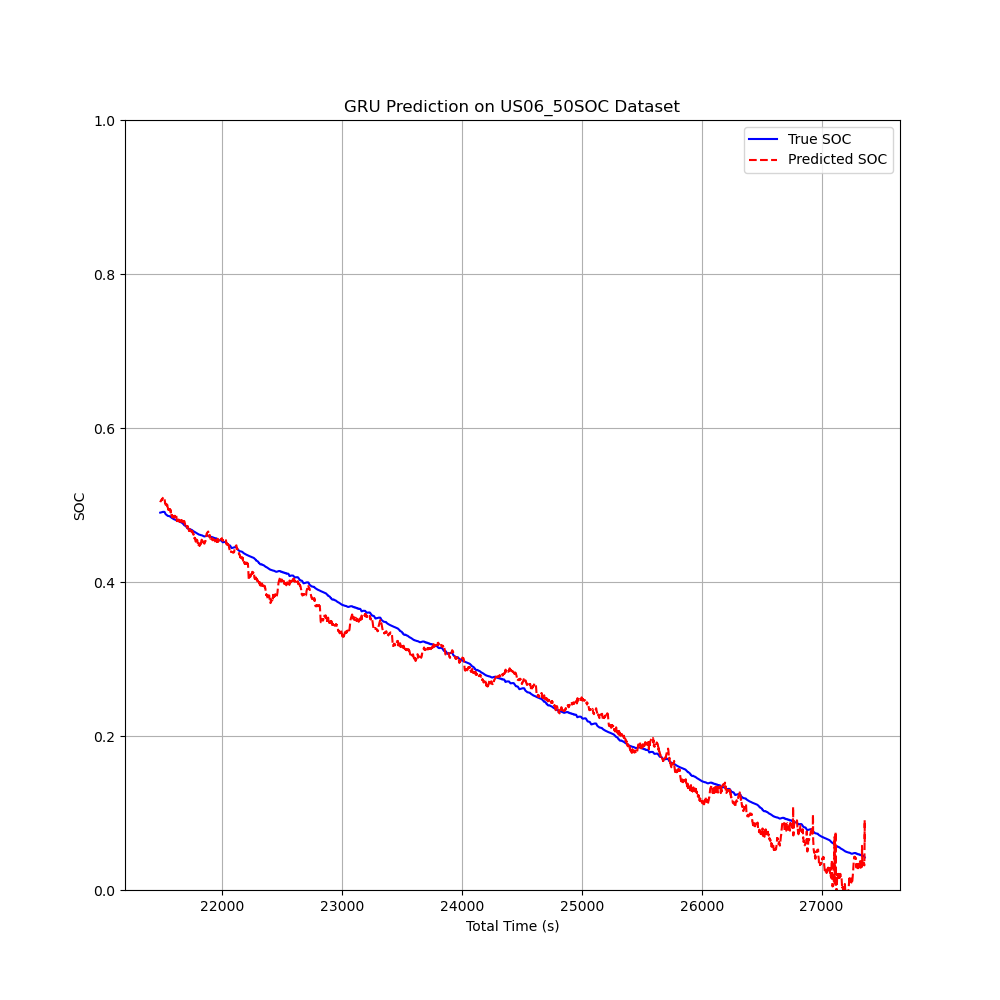 GRU Prediction on US06_50SOC Dataset
True SOC
Predicted SOC
1.0
0.8
0.6
0.4
0.2
0.0
SOC
22000 23000 24000 25000 26000 27000
Total Time (s)